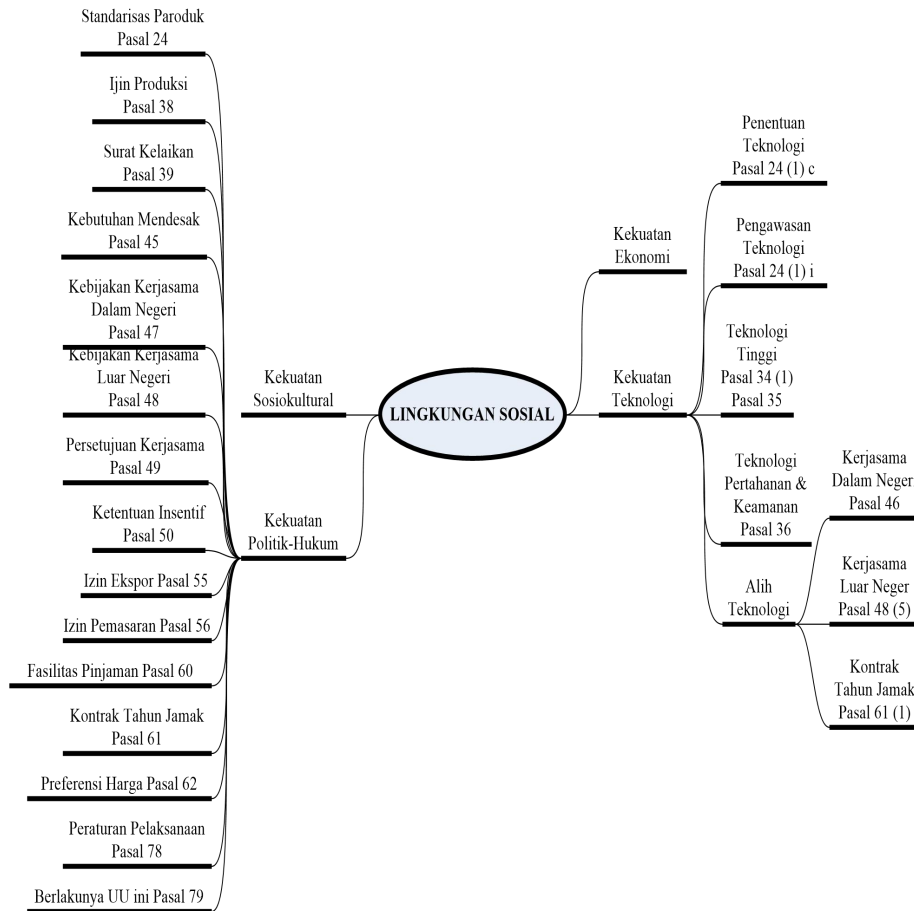 Standarisas Paroduk
Pasal 24
Ijin Produksi
Pasal 38
Surat Kelaikan
Pasal 39
Kebutuhan Mendesak
Pasal 45
Kebijakan Kerjasama
Dalam Negeri
Pasal 47
Kebijakan Kerjasama
Luar Negeri
Pasal 48
Persetujuan Kerjasama
Pasal 49
Ketentuan Insentif
Pasal 50
Izin Ekspor Pasal 55
Izin Pemasaran Pasal 56
Fasilitas Pinjaman Pasal 60
Kontrak Tahun Jamak
Pasal 61
Preferensi Harga Pasal 62
Peraturan Pelaksanaan
Pasal 78
Berlakunya UU ini Pasal 79
Kekuatan
Sosiokultural
Kekuatan
Politik-Hukum
LINGKUNGAN SOSIAL
Kekuatan
Ekonomi
Kekuatan
Teknologi
Penentuan
Teknologi
Pasal 24 (1) c
Pengawasan
Teknologi
Pasal 24 (1) i
Teknologi
Tinggi
Pasal 34 (1)
Pasal 35
Teknologi
Pertahanan &
Keamanan
Pasal 36
Alih
Teknologi
Kerjasama
Dalam Negeri
Pasal 46
Kerjasama
Luar Neger
Pasal 48 (5)
Kontrak
Tahun Jamak
Pasal 61 (1)